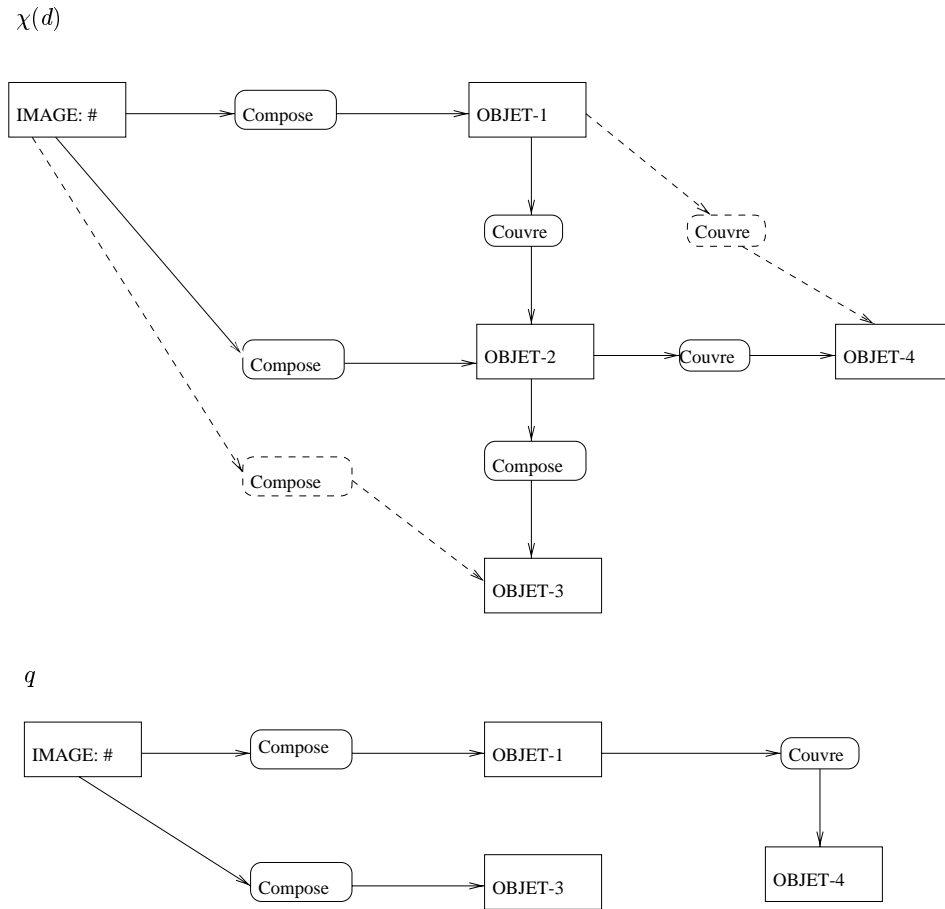 χ(d)
IMAGE: #
Compose
OBJET-1
Couvre
Couvre
Compose
OBJET-2
Couvre
OBJET-4
Compose
Compose
OBJET-3
q
IMAGE: #
Compose
OBJET-1
Couvre
Compose
OBJET-3
OBJET-4